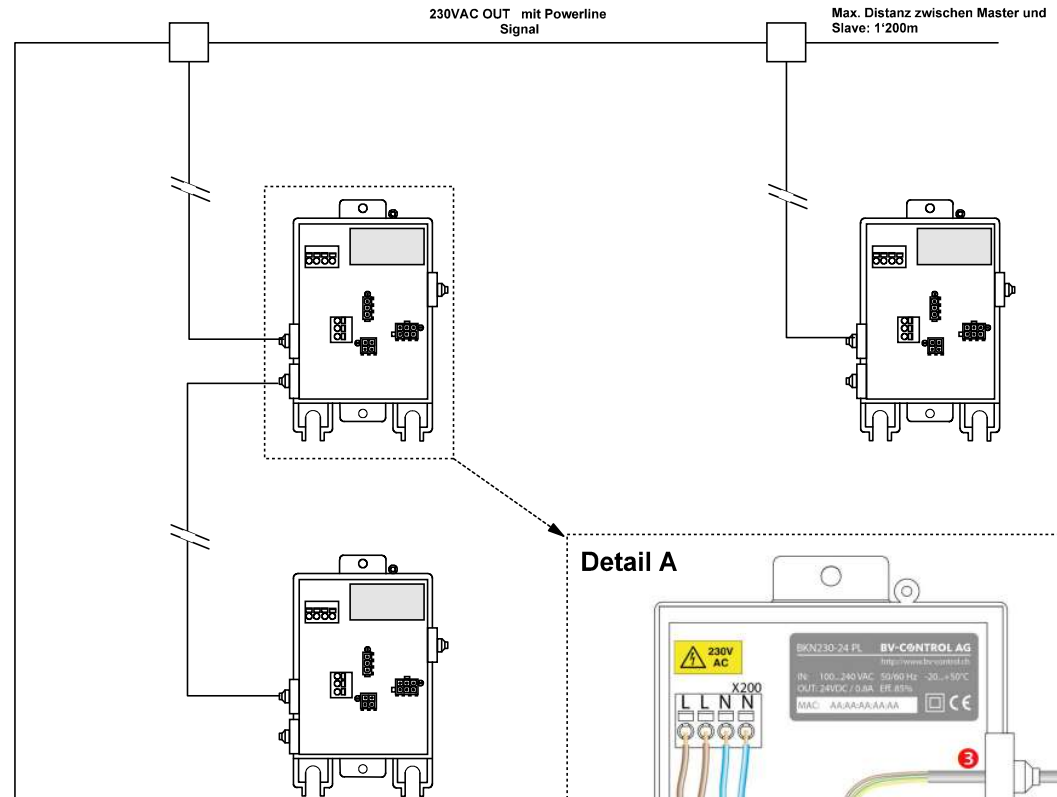 230VAC OUT mit Powerline
Signal
Max. Distanz zwischen Master und
Slave: 1'200m
Detail A
230V
AC
X200
L L N N
BKN230-24 PL BV-CONTROL AG
http://www.bv-control.ch
IN: 100...240 VAC 50/60 Hz -20...+50°C
OUT: 24VDC / 0.8A Eff. 85%
MAC: AA:AA:AA:AA:AA
CE
3